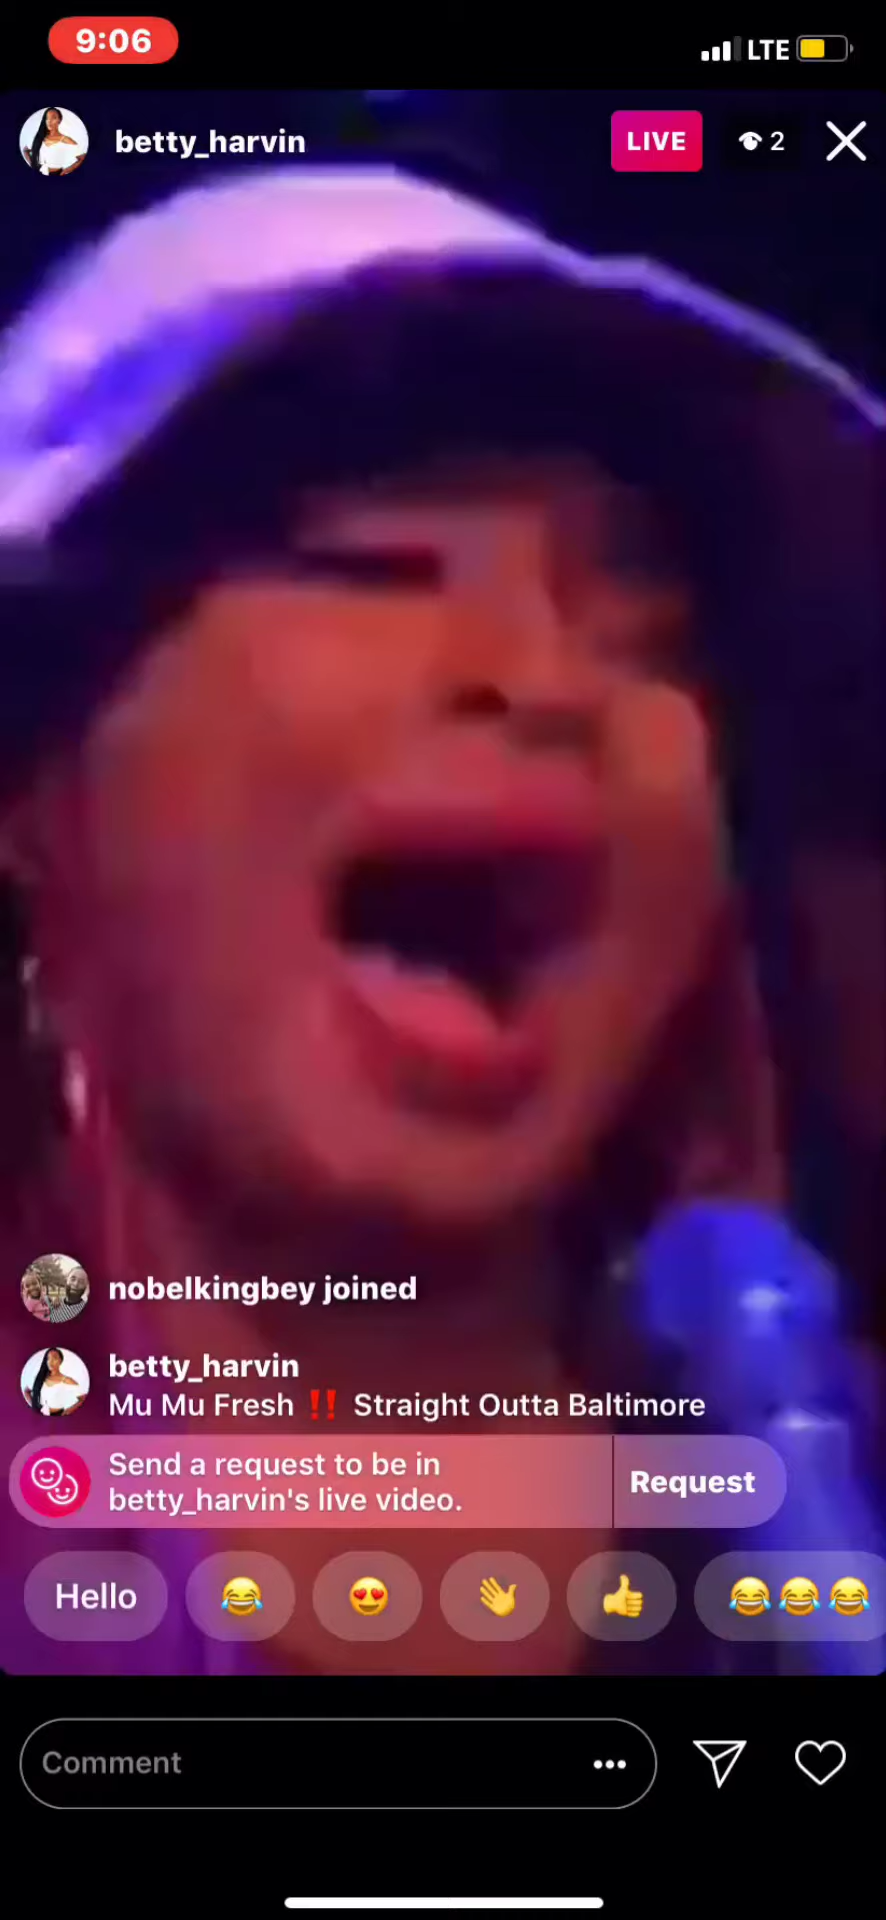 9:06
LTE
betty_harvin
LIVE
2
nobelkingbey joined
betty_harvin
Mu Mu Fresh ‼️ Straight Outta Baltimore
Send a request to be in
betty_harvin's live video.
Request
Hello
😂
😍
👋
👍
😂😂😂
Comment